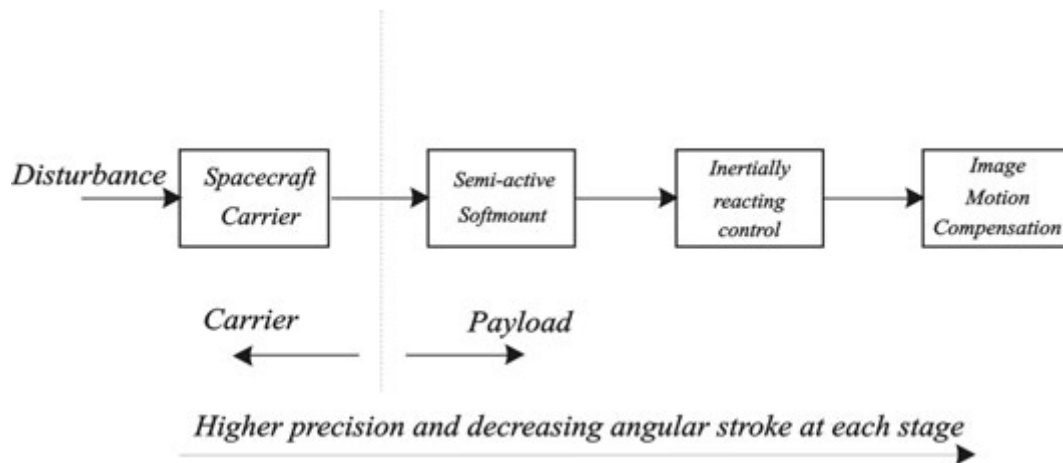 Disturbance
Spacecraft
Carrier
Semi-active
Softmount
Inertially
reacting
control
Image
Motion
Compensation
Carrier
Payload
Higher precision and decreasing angular stroke at each stage